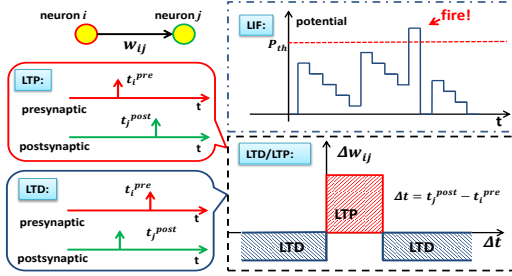 neuron i
neuron j
w_ij
LTP:
t_i^pre
presynaptic
t
t_j^post
postsynaptic
t
LTD:
t_i^pre
presynaptic
t
t_j^post
postsynaptic
t
LIF:
potential
fire!
P_th
t
LTD/LTP:
Δw_ij
Δt = t_j^post − t_i^pre
LTP
LTD
LTD
Δt